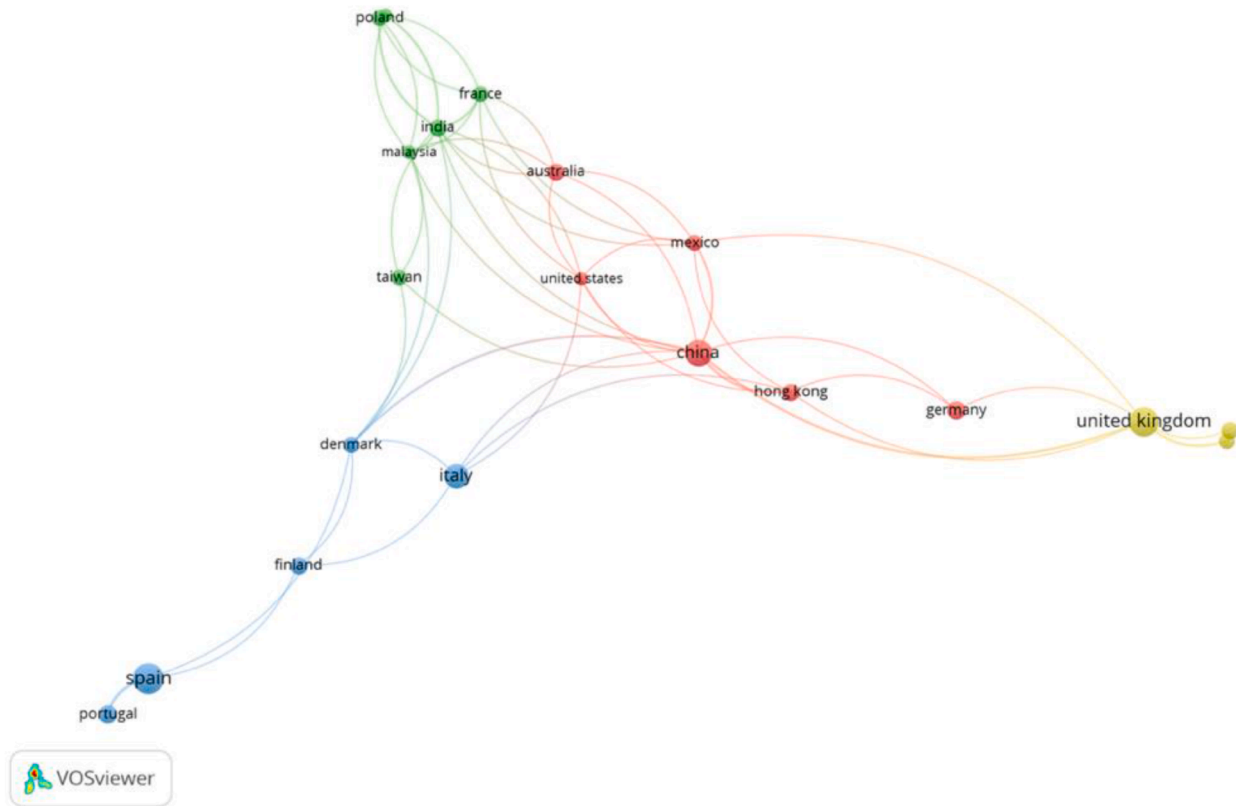 poland
france
india
malaysia
australia
mexico
taiwan
united states
china
hong kong
germany
united kingdom
denmark
italy
finland
spain
portugal
VOSviewer